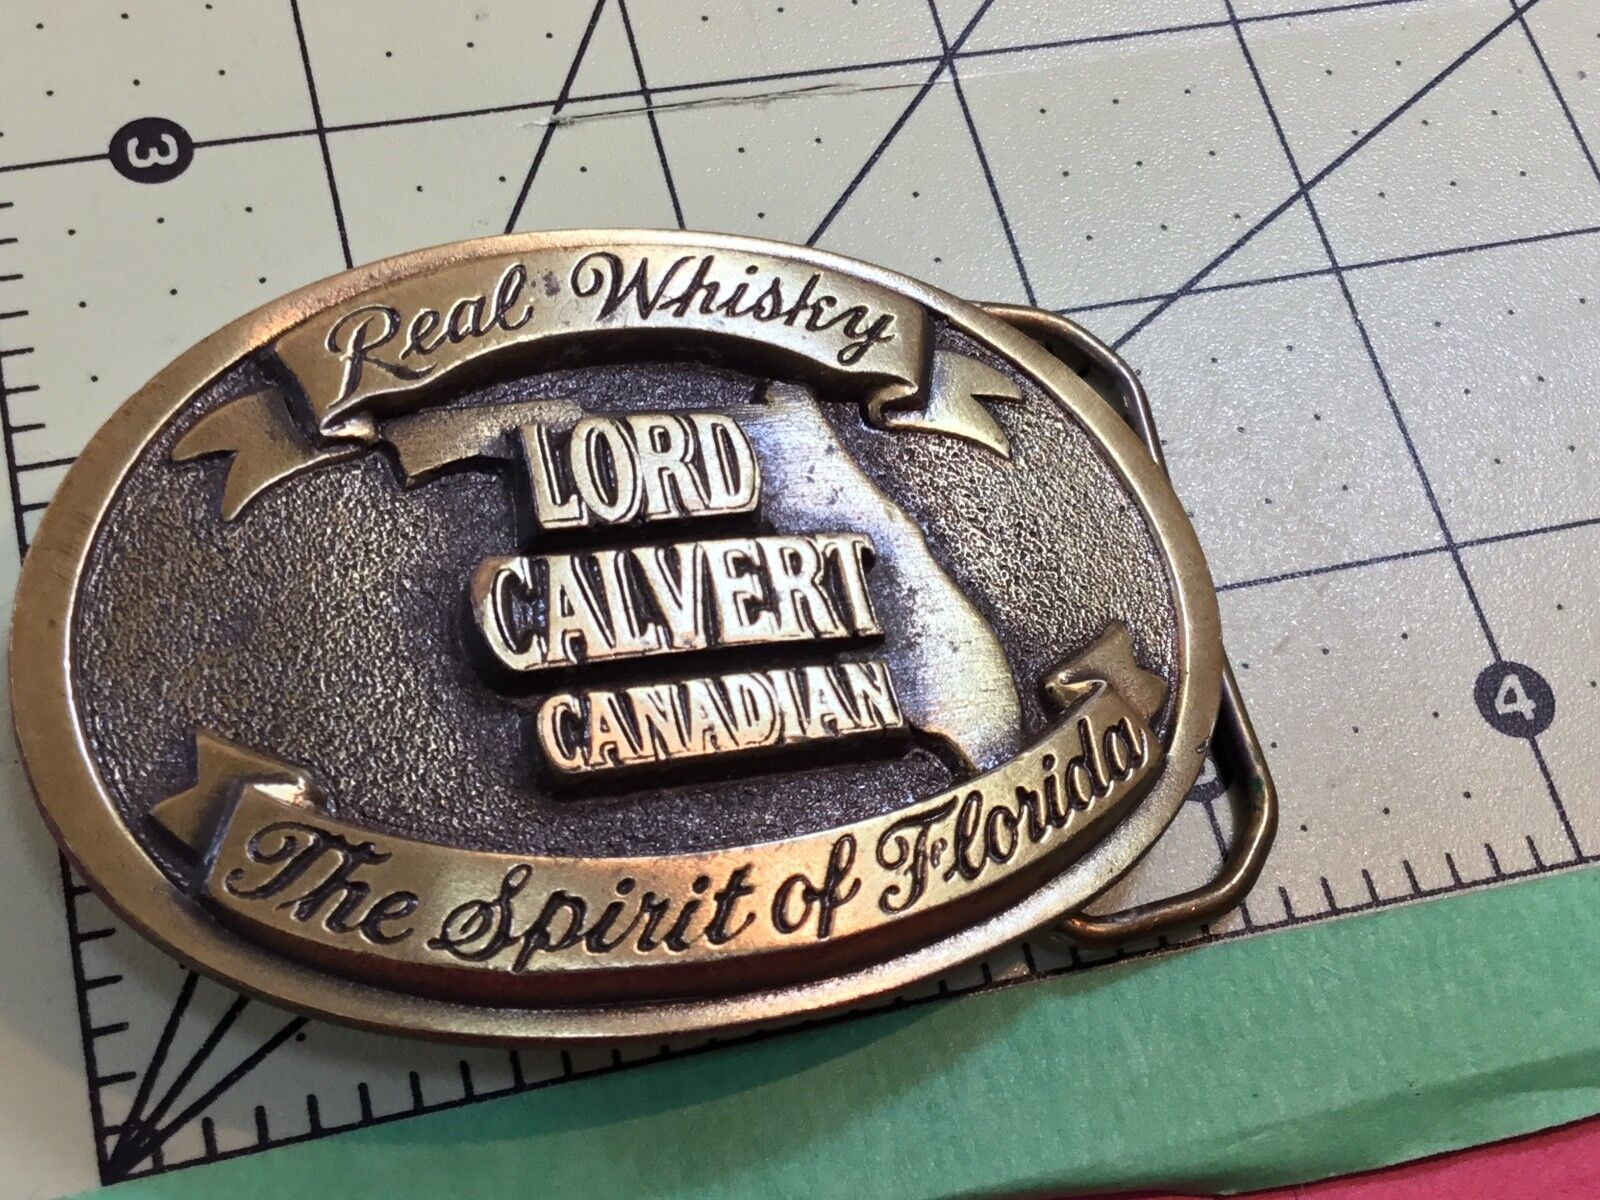 3
Real Whisky
LORD
CALVERT
CANADIAN
The Spirit of Florida
4